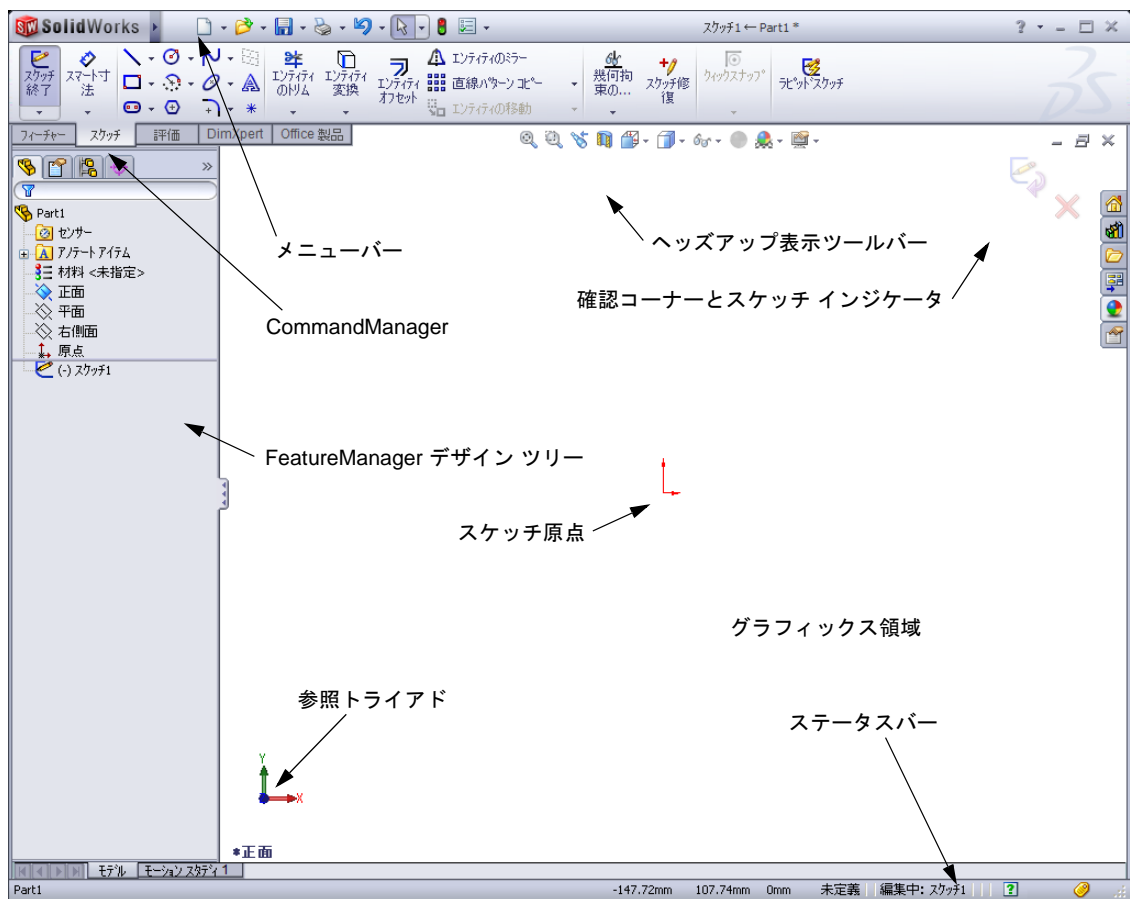 SolidWorks
スケッチ1 ← Part1 *
?
スケッチ終了
スマート寸法
エンティティのトリム
エンティティ変換
エンティティオフセット
エンティティのミラー
直線パターン コピー
エンティティの移動
幾何拘束の...
スケッチ修復
クイックスナップ
ラピッドスケッチ
フィーチャー
スケッチ
評価
DimXpert
Office 製品
Part1
センサー
アノテート アイテム
材料 <未指定>
正面
平面
右側面
原点
(-) スケッチ1
メニューバー
ヘッズアップ表示ツールバー
確認コーナーとスケッチ インジケータ
CommandManager
FeatureManager デザイン ツリー
スケッチ原点
グラフィックス領域
参照トライアド
ステータスバー
Y
X
*正面
モデル
モーション スタディ 1
Part1
-147.72mm
107.74mm
0mm
未定義
編集中: スケッチ1
?